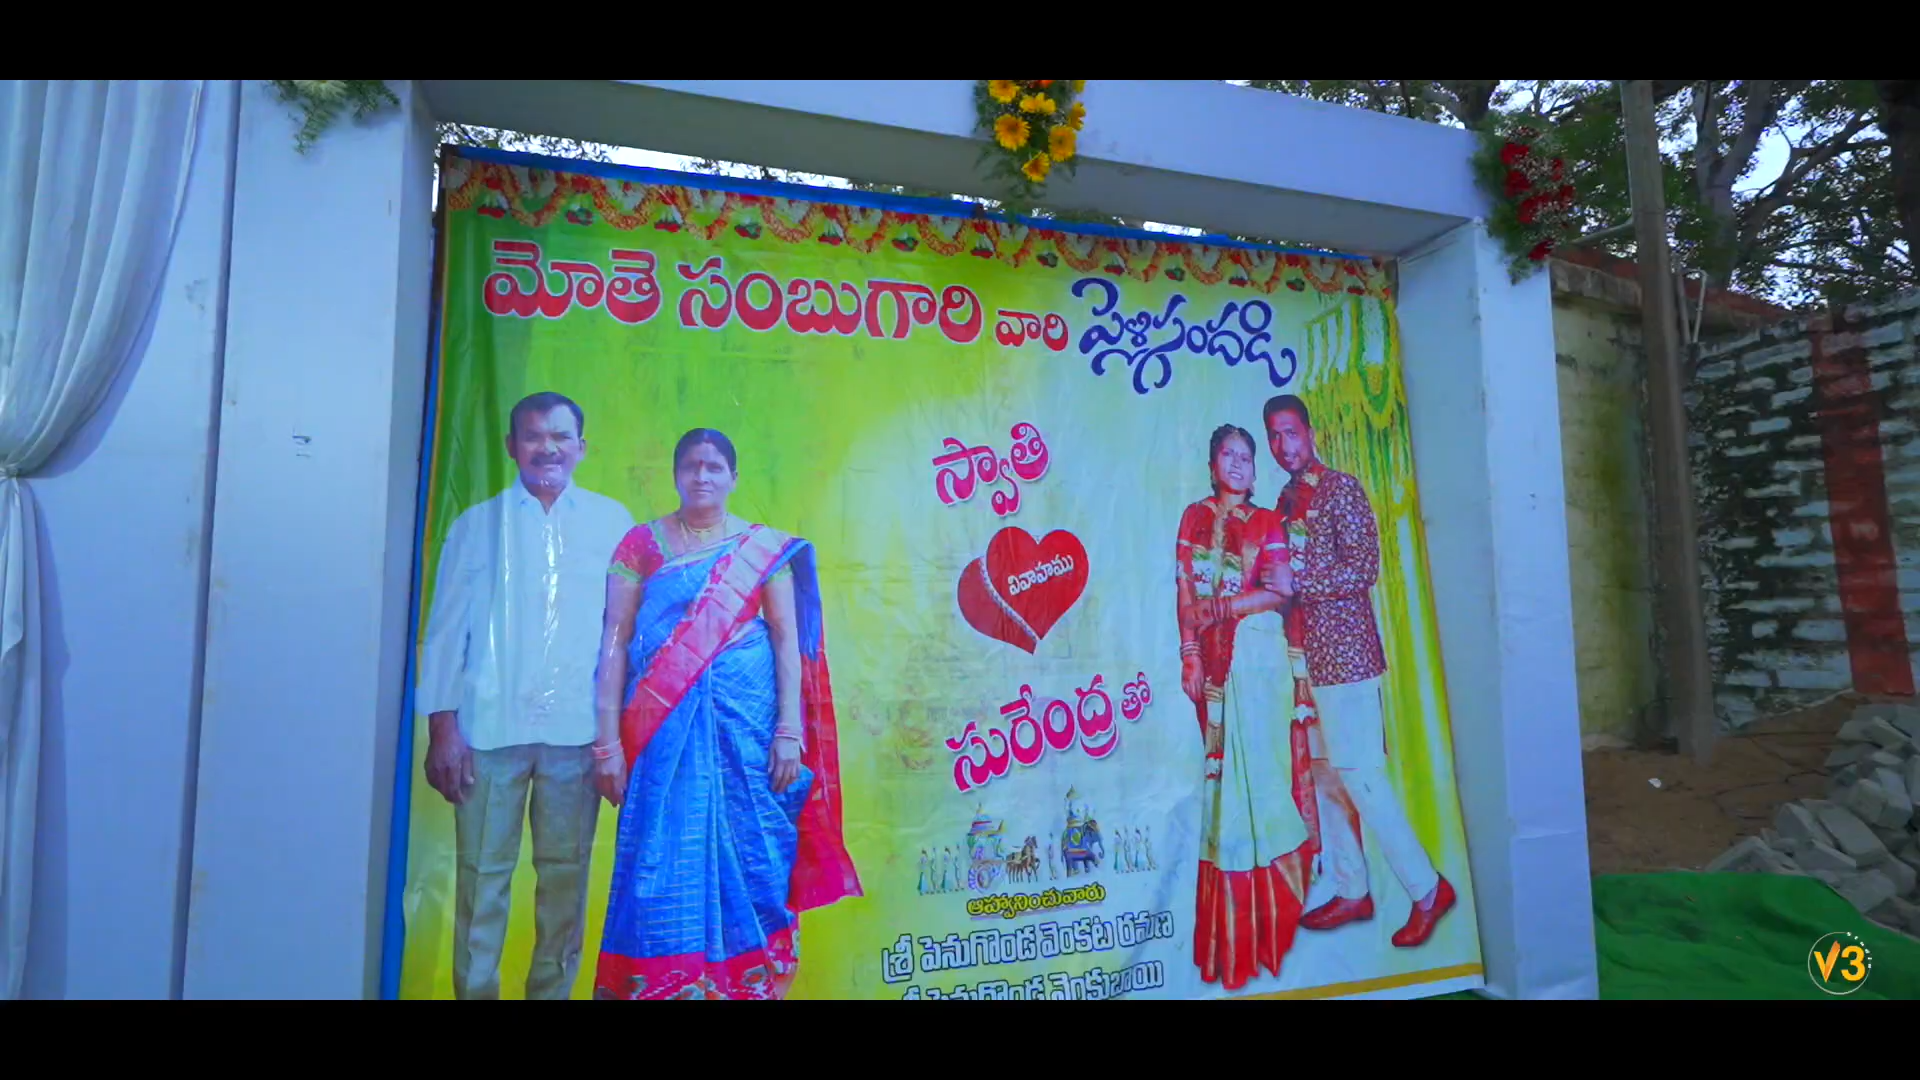 మోతె సంబుగారి వారి పెళ్లిసందడి
స్వాతి
వివాహము
సురేంద్ర తో
ఆహ్వానించువారు
శ్రీ పెనుగొండ వెంకట రమణ
పెనుగొండ వెంకుబాయి
V3